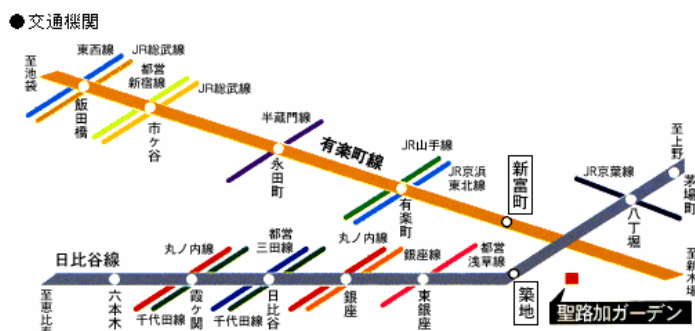 ●交通機関
至池袋
東西線
JR総武線
飯田橋
都営
新宿線
JR総武線
市ヶ谷
半蔵門線
永田町
有楽町線
JR山手線
JR京浜
東北線
有楽町
新富町
至上野
茅場町
JR京葉線
八丁堀
至新木場
日比谷線
至恵比寿
六本木
丸ノ内線
霞ヶ関
千代田線
都営
三田線
日比谷
千代田線
丸ノ内線
銀座線
銀座
都営
浅草線
東銀座
築地
聖路加ガーデン